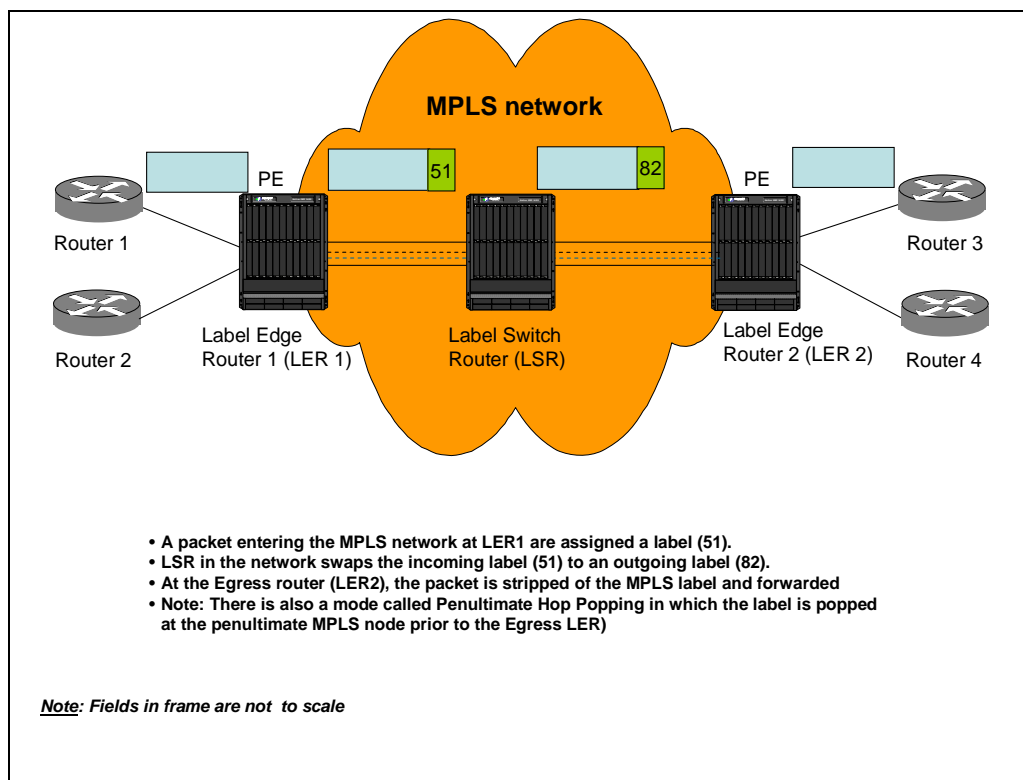 MPLS network
51
82
PE
PE
Router 1
Router 3
Router 2
Label Edge
Router 1 (LER 1)
Label Switch
Router (LSR)
Label Edge
Router 2 (LER 2)
Router 4
• A packet entering the MPLS network at LER1 are assigned a label (51).
• LSR in the network swaps the incoming label (51) to an outgoing label (82).
• At the Egress router (LER2), the packet is stripped of the MPLS label and forwarded
• Note: There is also a mode called Penultimate Hop Popping in which the label is popped
at the penultimate MPLS node prior to the Egress LER)
Note: Fields in frame are not to scale